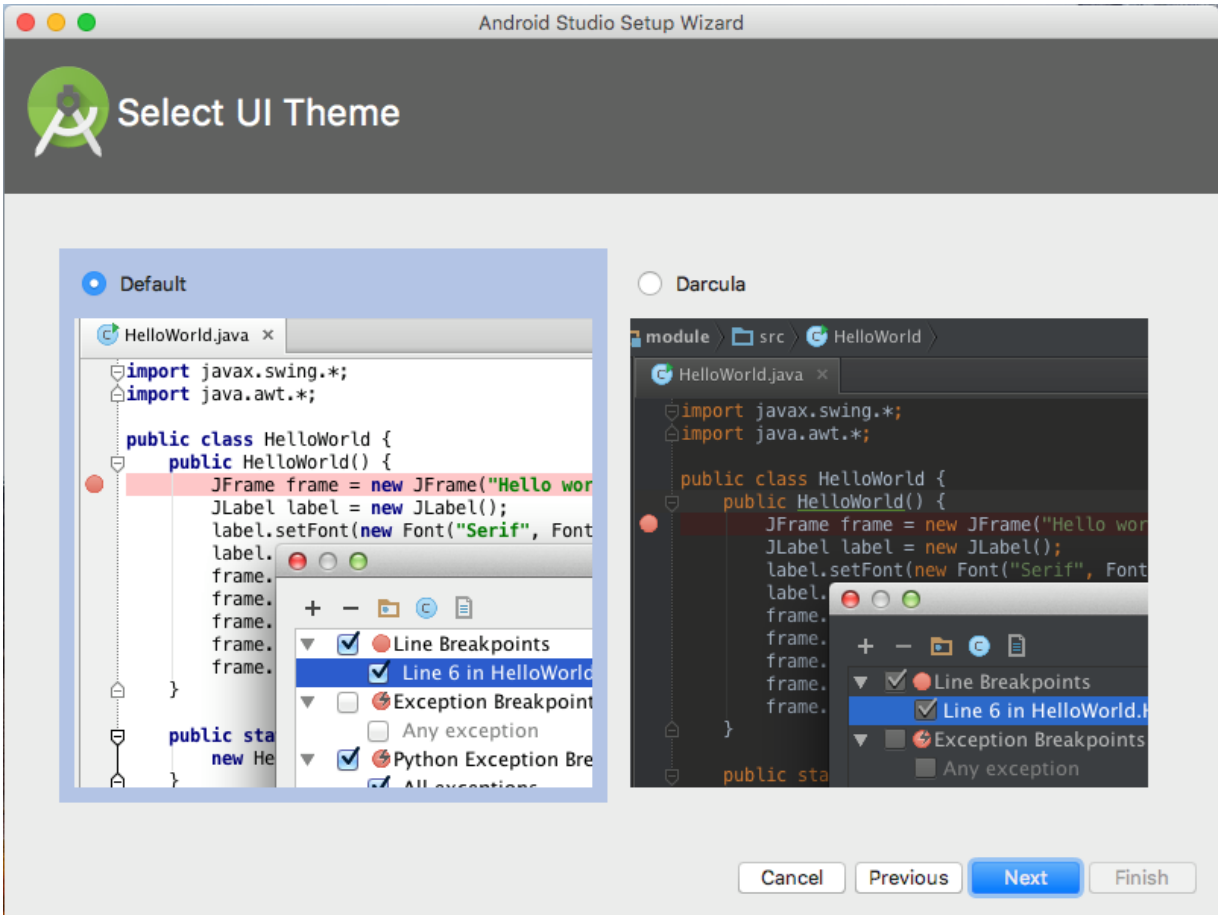 Android Studio Setup Wizard
Select UI Theme
Default
HelloWorld.java ×
import javax.swing.*;
import java.awt.*;
public class HelloWorld {
public HelloWorld() {
JFrame frame = new JFrame("Hello wor
JLabel label = new JLabel();
label.setFont(new Font("Serif", Font
label.
frame.
frame.
frame.
frame.
frame.
}
public sta
new He
}
+ −
Line Breakpoints
Line 6 in HelloWorld
Exception Breakpoint
Any exception
Python Exception Bre
All exceptions
Darcula
module src HelloWorld
HelloWorld.java ×
import javax.swing.*;
import java.awt.*;
public class HelloWorld {
public HelloWorld() {
JFrame frame = new JFrame("Hello wor
JLabel label = new JLabel();
label.setFont(new Font("Serif", Font
label.
frame.
frame.
frame.
frame.
frame.
}
public sta
+ −
Line Breakpoints
Line 6 in HelloWorld.H
Exception Breakpoints
Any exception
Cancel Previous Next Finish